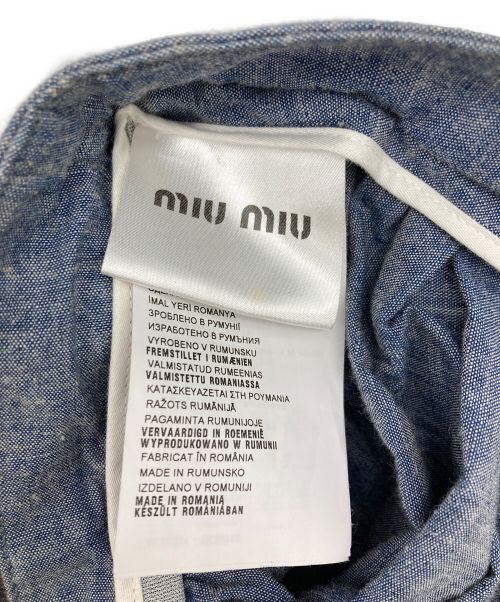 miu miu
IMAL YERI ROMANYA
ЗРОБЛЕНО В РУМУНІЇ
ИЗРАБОТЕНО В РУМЪНИЯ
VYROBENO V RUMUNSKU
FREMSTILLET I RUMÆNIEN
VALMISTATUD RUMEENIAS
VALMISTETTU ROMANIASSA
ΚΑΤΑΣΚΕΥΑΖΕΤΑΙ ΣΤΗ ΡΟΥΜΑΝΙΑ
RAŽOTS RUMĀNIJĀ
PAGAMINTA RUMUNIJOJE
VERVAARDIGD IN ROEMENIË
WYPRODUKOWANO W RUMUNII
FABRICAT ÎN ROMÂNIA
MADE IN RUMUNSKO
IZDELANO V ROMUNIJI
MADE IN ROMANIA
KÉSZÜLT ROMÁNIÁBAN